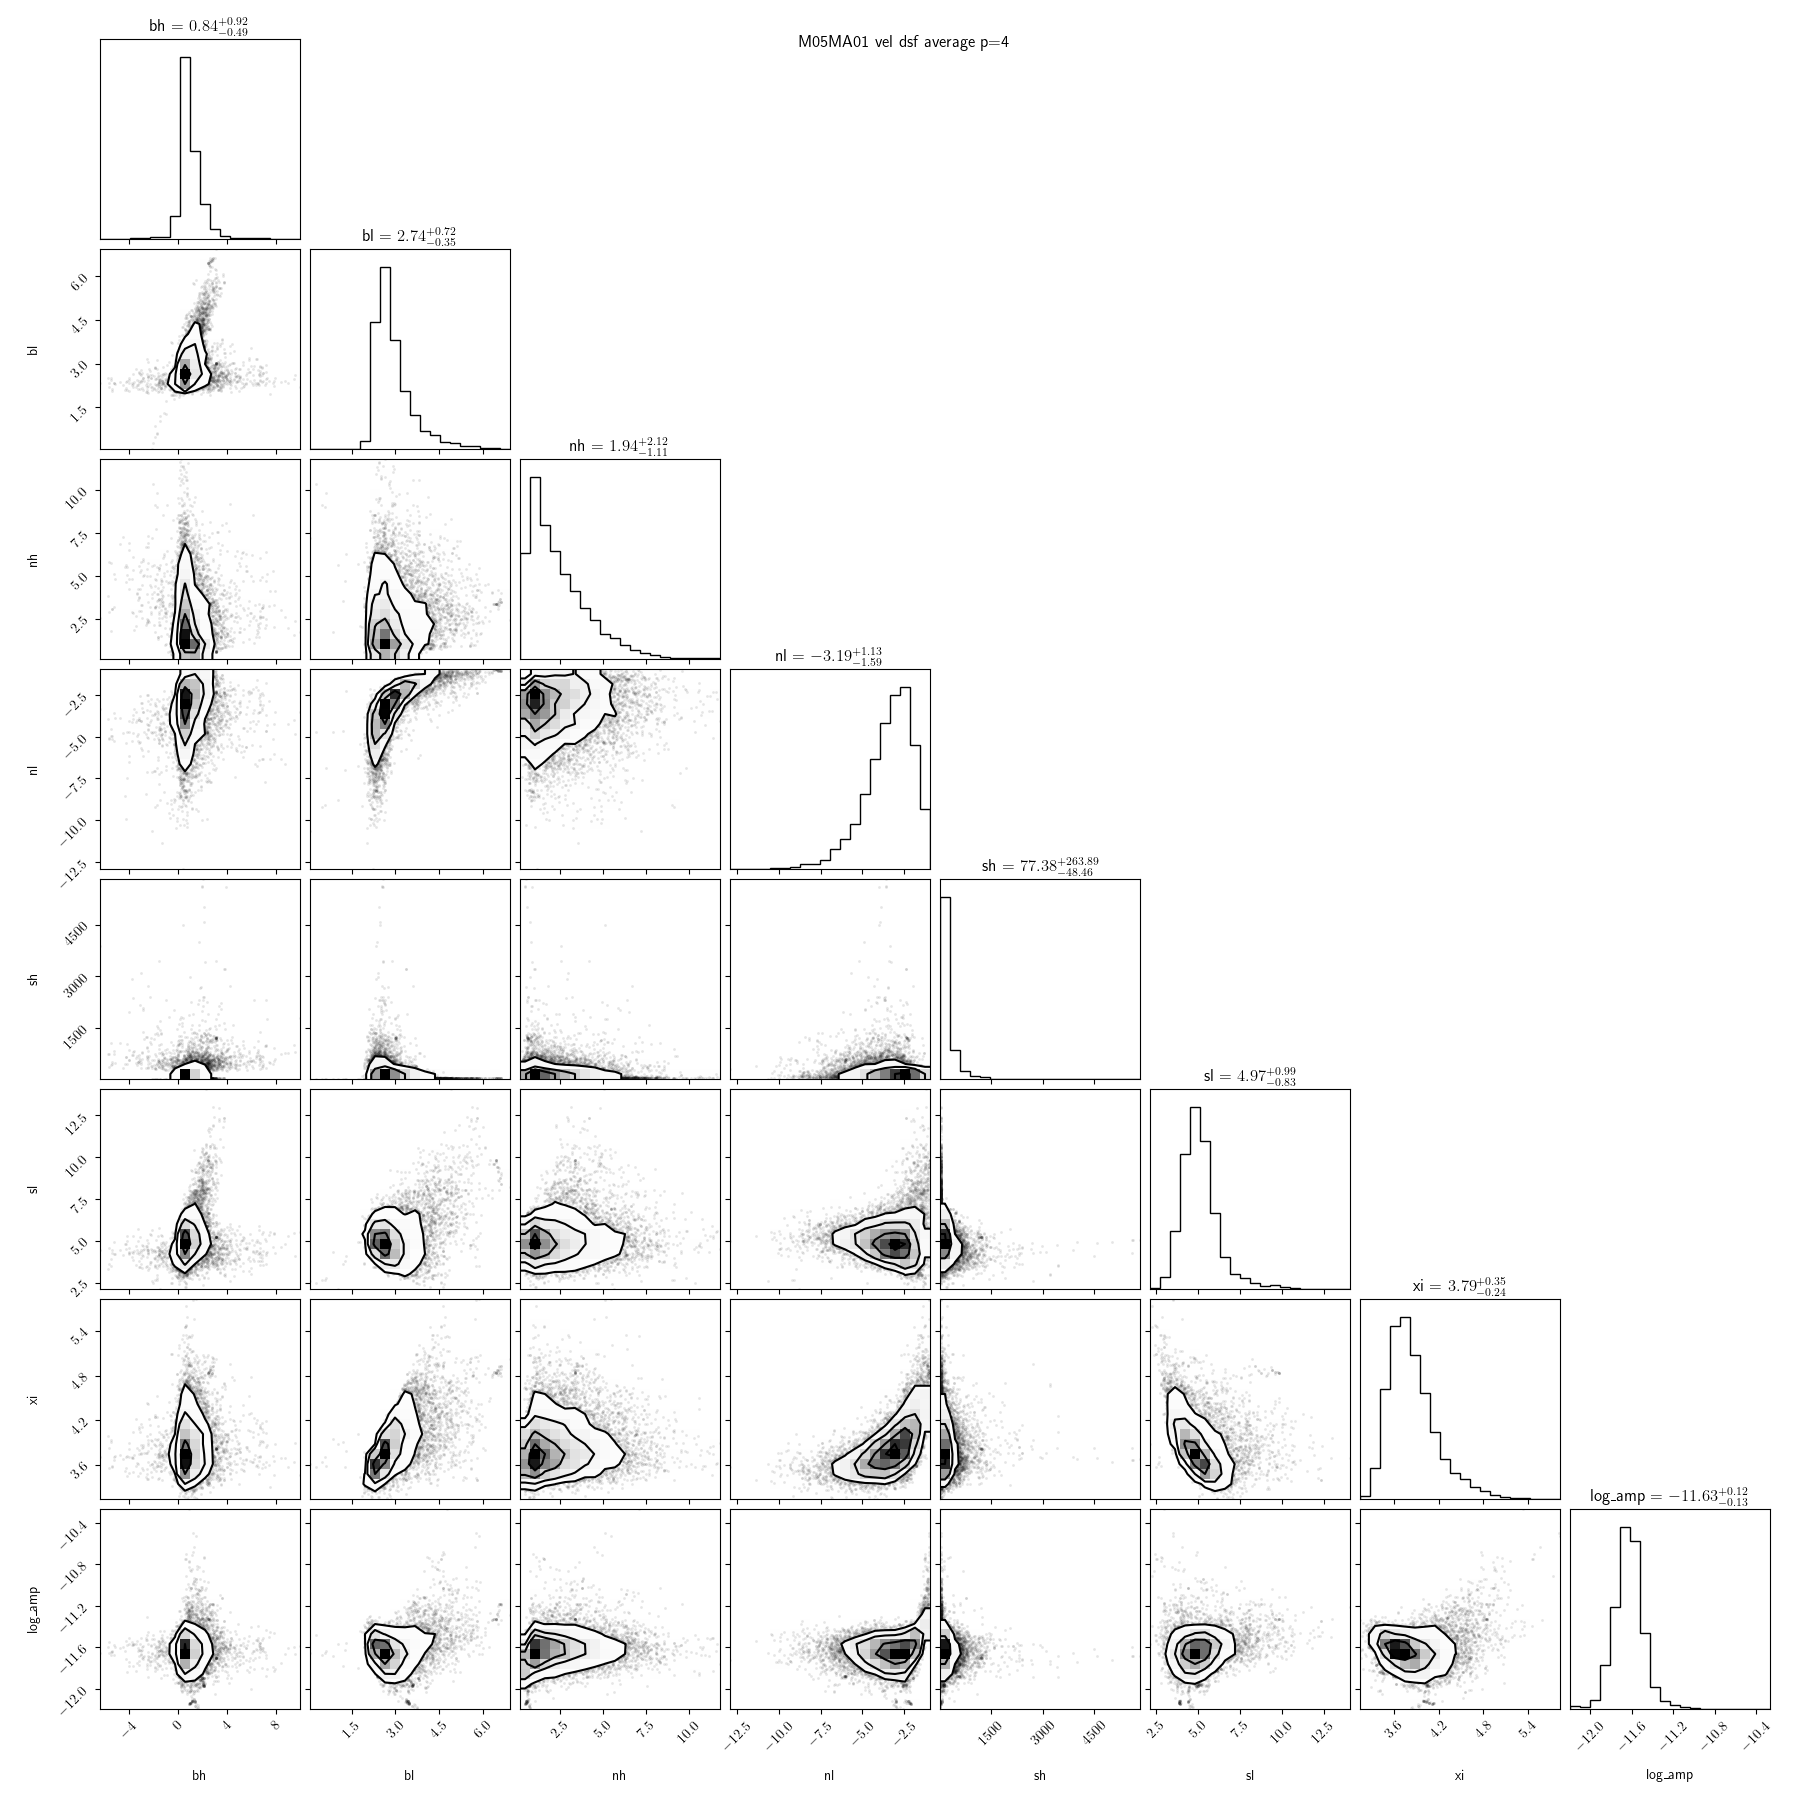 bh = 0.84+0.92−0.49
M05MA01 vel dsf average p=4
bl = 2.74+0.72−0.35
6.0
4.5
3.0
1.5
bl
nh = 1.94+2.12−1.11
10.0
7.5
5.0
2.5
nh
nl = −3.19+1.13−1.59
−2.5
−5.0
−7.5
−10.0
−12.5
nl
sh = 77.38+263.89−48.46
4500
3000
1500
sh
sl = 4.97+0.99−0.83
12.5
10.0
7.5
5.0
2.5
sl
xi = 3.79+0.35−0.24
5.4
4.8
4.2
3.6
xi
log_amp = −11.63+0.12−0.13
−10.4
−10.8
−11.2
−11.6
−12.0
log_amp
−4 0 4 8 1.5 3.0 4.5 6.0 2.5 5.0 7.5 10.0 −12.5 −10.0 −7.5 −5.0 −2.5 1500 3000 4500 2.5 5.0 7.5 10.0 12.5 3.6 4.2 4.8 5.4 −12.0 −11.6 −11.2 −10.8 −10.4
bh bl nh nl sh sl xi log_amp